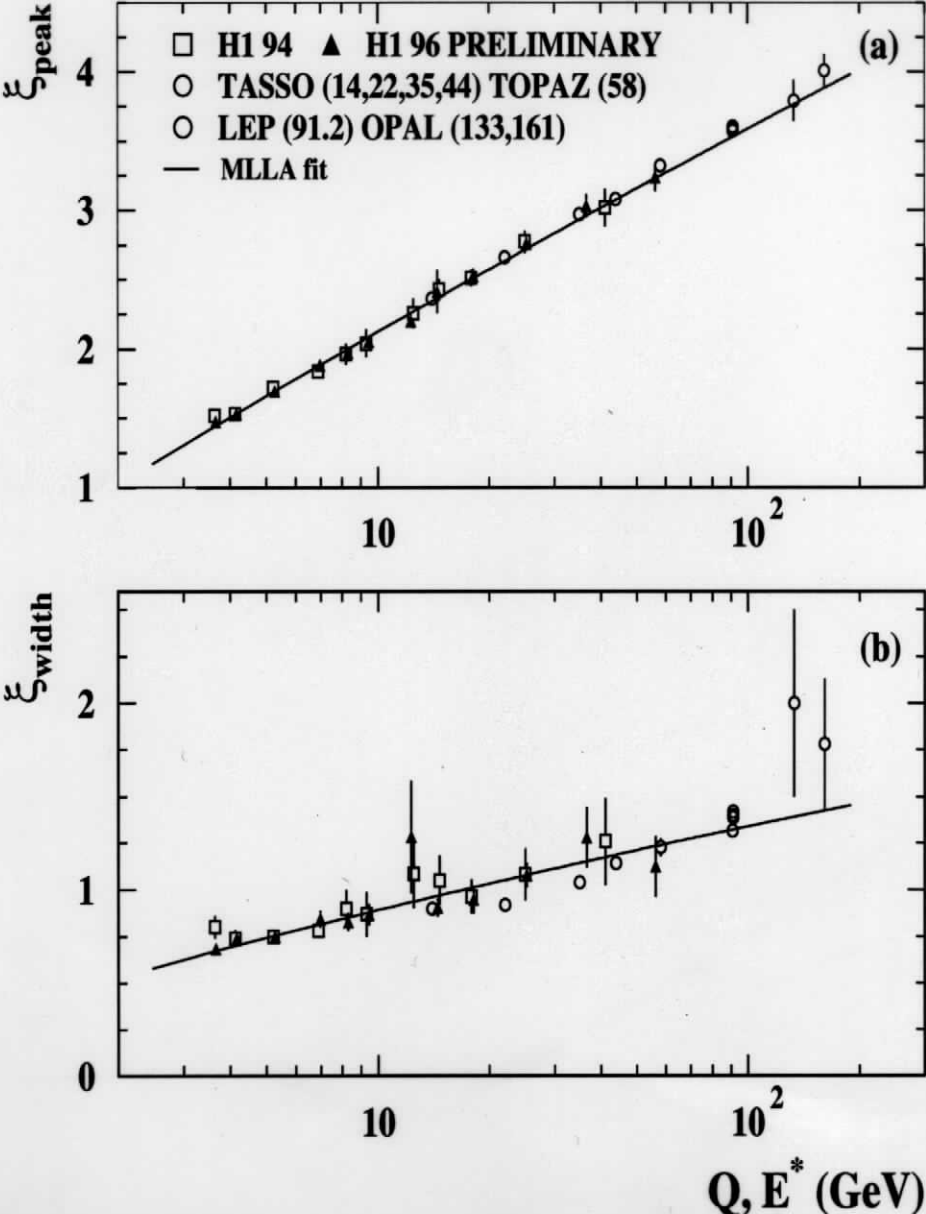 ξpeak
4
3
2
1
□ H1 94 ▲ H1 96 PRELIMINARY
○ TASSO (14,22,35,44) TOPAZ (58)
○ LEP (91.2) OPAL (133,161)
— MLLA fit
(a)
10
10²
ξwidth
2
1
0
(b)
10
10²
Q, E* (GeV)